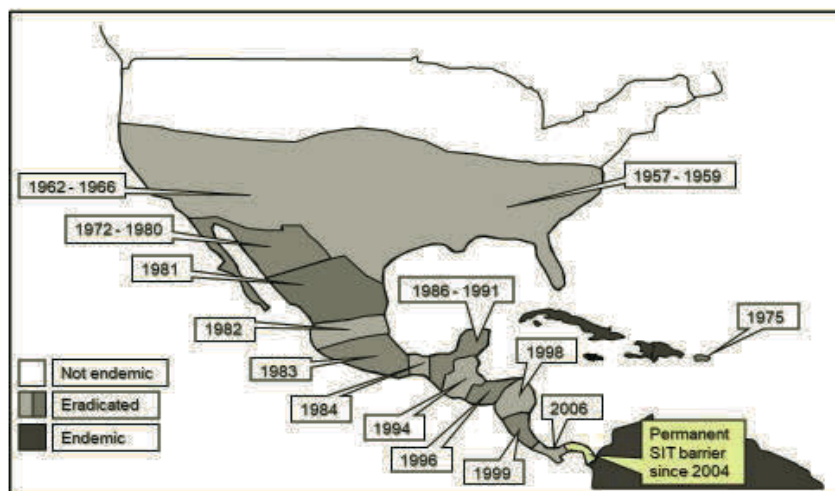 1962 - 1966
1957 - 1959
1972 - 1980
1981
1986 - 1991
1975
1982
1998
Not endemic
1983
Eradicated
1984
1994
2006
Endemic
1996
1999
Permanent
SIT barrier
since 2004